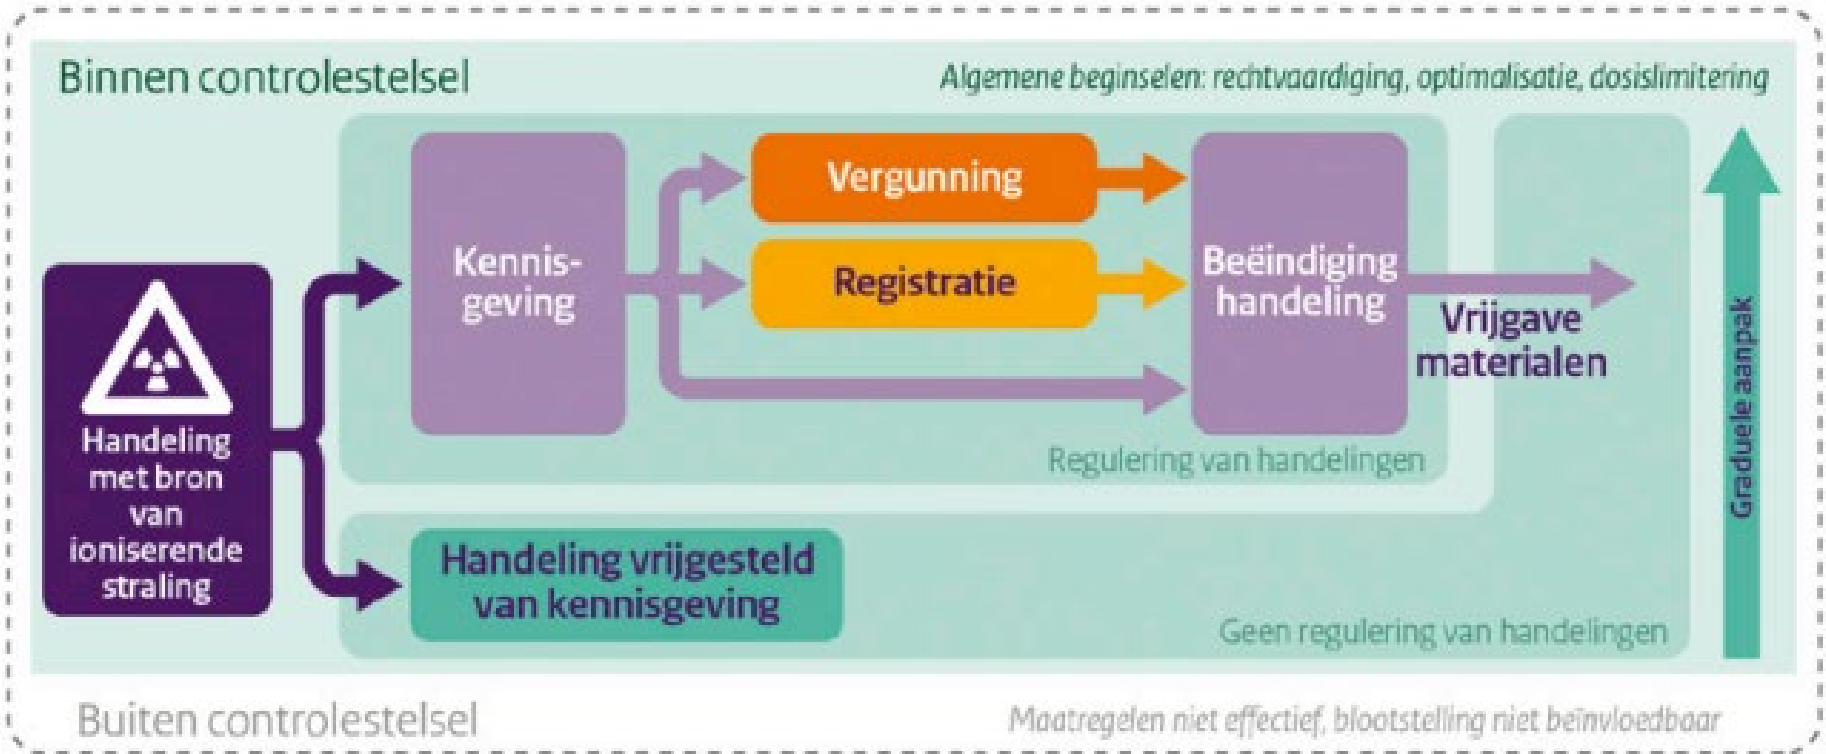 Binnen controlestelsel
Algemene beginselen: rechtvaardiging, optimalisatie, dosislimitering
Handeling
met bron
van
ioniserende
straling
Kennis-
geving
Vergunning
Registratie
Beëindiging
handeling
Vrijgave
materialen
Regulering van handelingen
Handeling vrijgesteld
van kennisgeving
Geen regulering van handelingen
Graduele aanpak
Buiten controlestelsel
Maatregelen niet effectief, blootstelling niet beïnvloedbaar